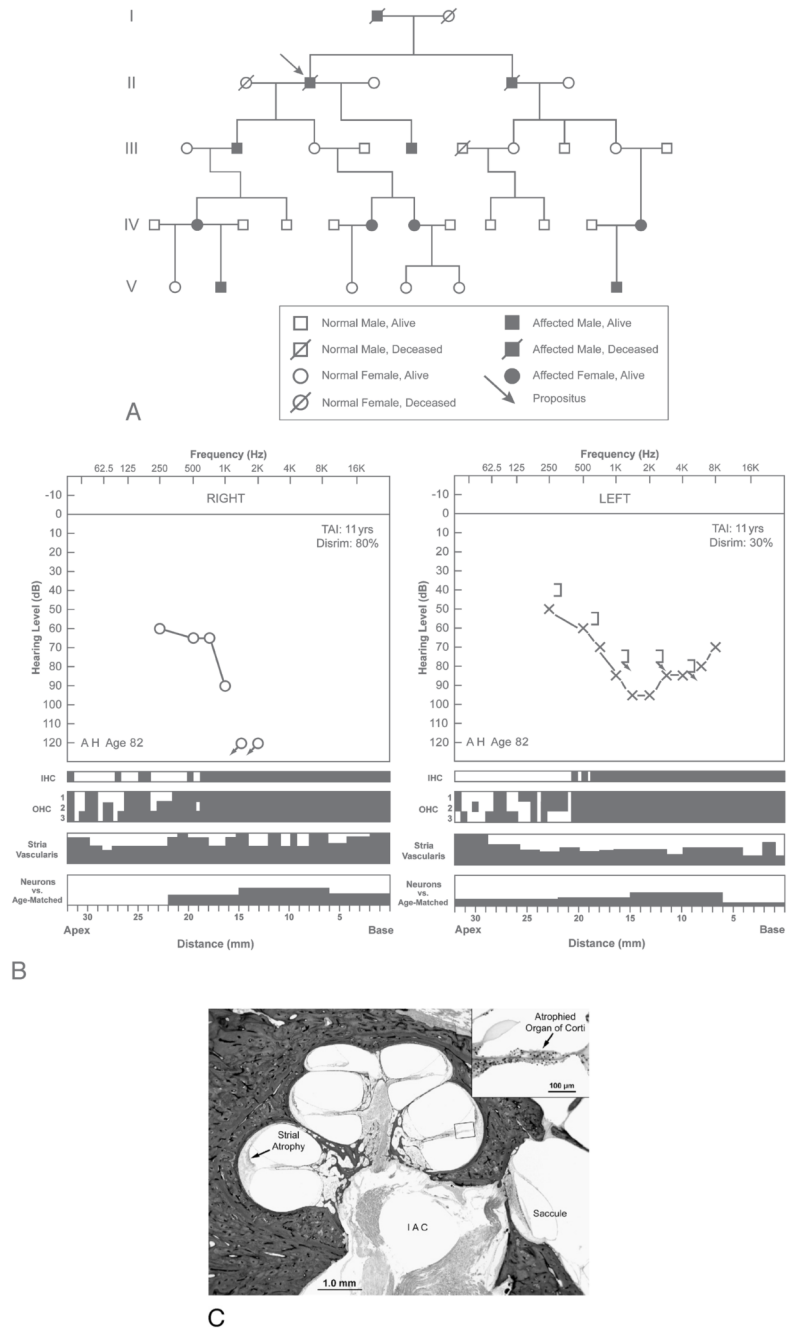 I
II
III
IV
V
Normal Male, Alive
Affected Male, Alive
Normal Male, Deceased
Affected Male, Deceased
Normal Female, Alive
Affected Female, Alive
Normal Female, Deceased
Propositus
A
Frequency (Hz)
62.5 125 250 500 1K 2K 4K 8K 16K
RIGHT
TAI: 11yrs
Disrim: 80%
Hearing Level (dB)
-10
0
10
20
30
40
50
60
70
80
90
100
110
120
A H Age 82
IHC
OHC
1
2
3
Stria
Vascularis
Neurons
vs.
Age-Matched
30 25 20 15 10 5
Apex
Base
Distance (mm)
Frequency (Hz)
62.5 125 250 500 1K 2K 4K 8K 16K
LEFT
TAI: 11yrs
Disrim: 30%
Hearing Level (dB)
-10
0
10
20
30
40
50
60
70
80
90
100
110
120
A H Age 82
IHC
OHC
1
2
3
Stria
Vascularis
Neurons
vs.
Age-Matched
30 25 20 15 10 5
Apex
Base
Distance (mm)
B
Atrophied
Organ of Corti
100 µm
Strial
Atrophy
IAC
Saccule
1.0 mm
C